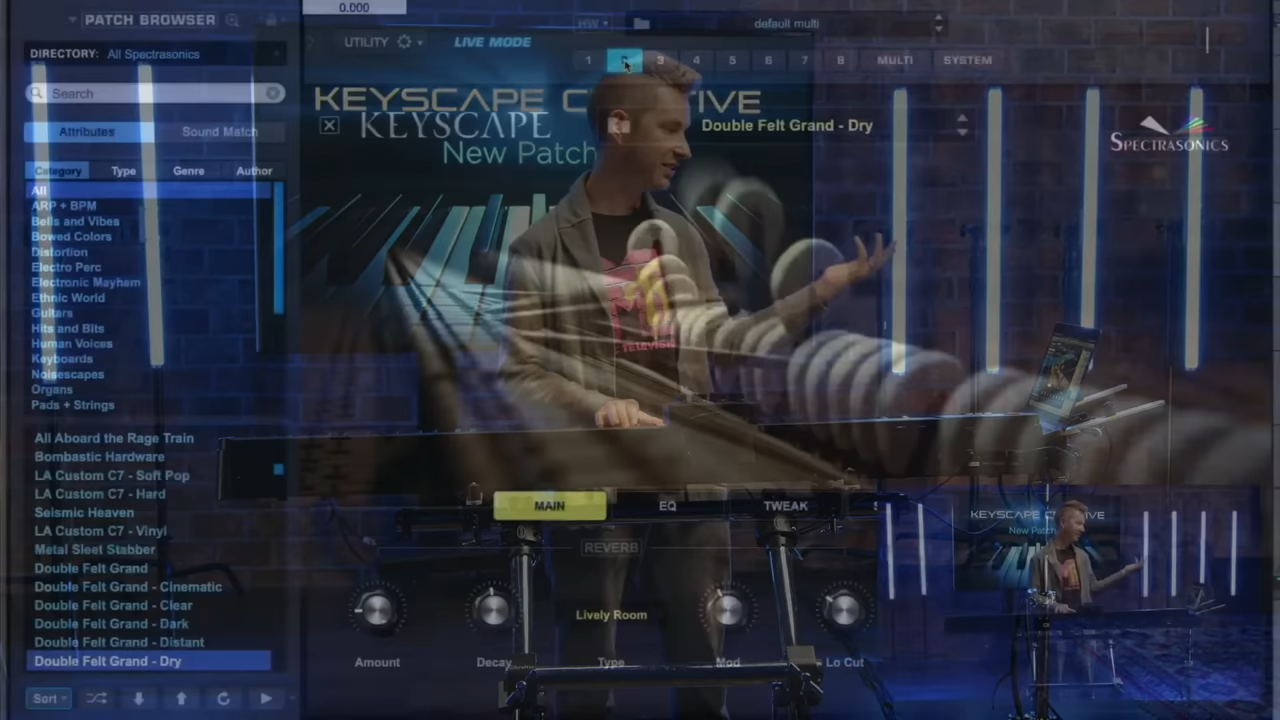 0.000
PATCH BROWSER
HW
default multi
UTILITY
LIVE MODE
DIRECTORY: All Spectrasonics
1 3 4 5 6 7 8 MULTI SYSTEM
Search
KEYSCAPE C
TIVE
Attributes
Sound Match
KEYSCAPE
Double Felt Grand - Dry
SPECTRASONICS
New Patch
Category Type Genre Author
All
ARP + BPM
Bells and Vibes
Bowed Colors
Distortion
Electro Perc
Electronic Mayhem
Ethnic World
Guitars
Hits and Bits
Human Voices
Keyboards
Noisescapes
Organs
Pads + Strings
All Aboard the Rage Train
Bombastic Hardware
LA Custom C7 - Soft Pop
LA Custom C7 - Hard
Seismic Heaven
LA Custom C7 - Vinyl
Metal Sleet Stabber
Double Felt Grand
Double Felt Grand - Cinematic
Double Felt Grand - Clear
Double Felt Grand - Dark
Double Felt Grand - Distant
Double Felt Grand - Dry
Sort
MAIN EQ TWEAK
REVERB
Lively Room
Amount Decay Type Mod Lo Cut
KEYSCAPE
TIVE
New Patch